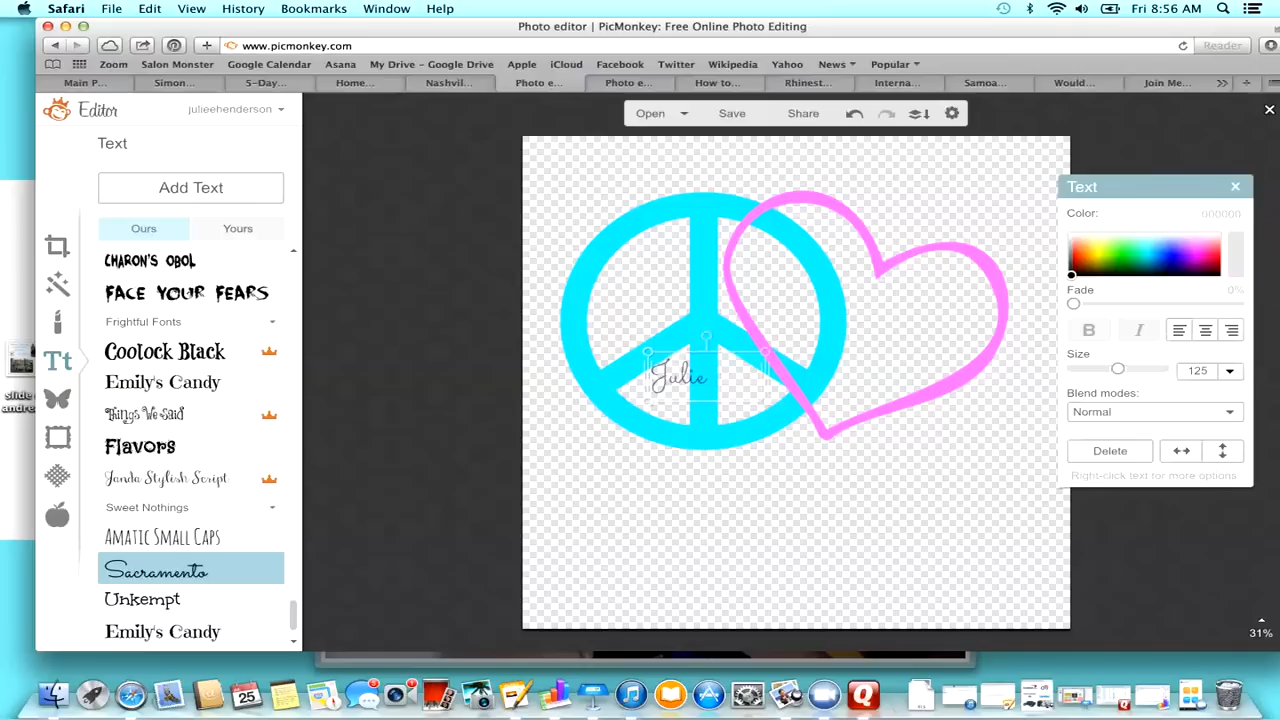 Safari File Edit View History Bookmarks Window Help Fri 8:56 AM
Photo editor | PicMonkey: Free Online Photo Editing
www.picmonkey.com Reader
Zoom Salon Monster Google Calendar Asana My Drive - Google Drive Apple iCloud Facebook Twitter Wikipedia Yahoo News Popular
Main P... Simon... 5-Day... Home... Nashvil... Photo e... Photo e... How to... Rhinest... Interna... Samoa... Would... Join Me...
Editor julieehenderson
Open Save Share
Text
Add Text
Ours Yours
CHARON'S OBOL
FACE YOUR FEARS
Frightful Fonts
Coolock Black
Emily's Candy
Things We Said
Flavors
Janda Stylish Script
Sweet Nothings
AMATIC SMALL CAPS
Sacramento
Unkempt
Emily's Candy
Julie
Text
Color: 000000
Fade 0%
B I
Size
125
Blend modes:
Normal
Delete
Right-click text for more options
31%
slide
andre
25